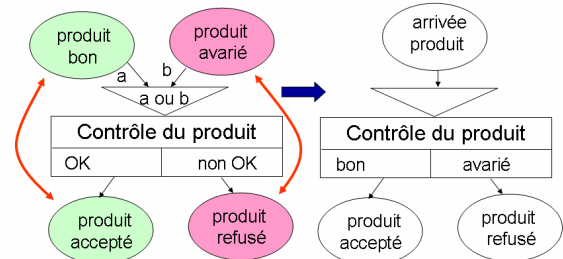 produit
bon
produit
avarié
a
b
a ou b
Contrôle du produit
OK
non OK
produit
accepté
produit
refusé
arrivée
produit
Contrôle du produit
bon
avarié
produit
accepté
produit
refusé